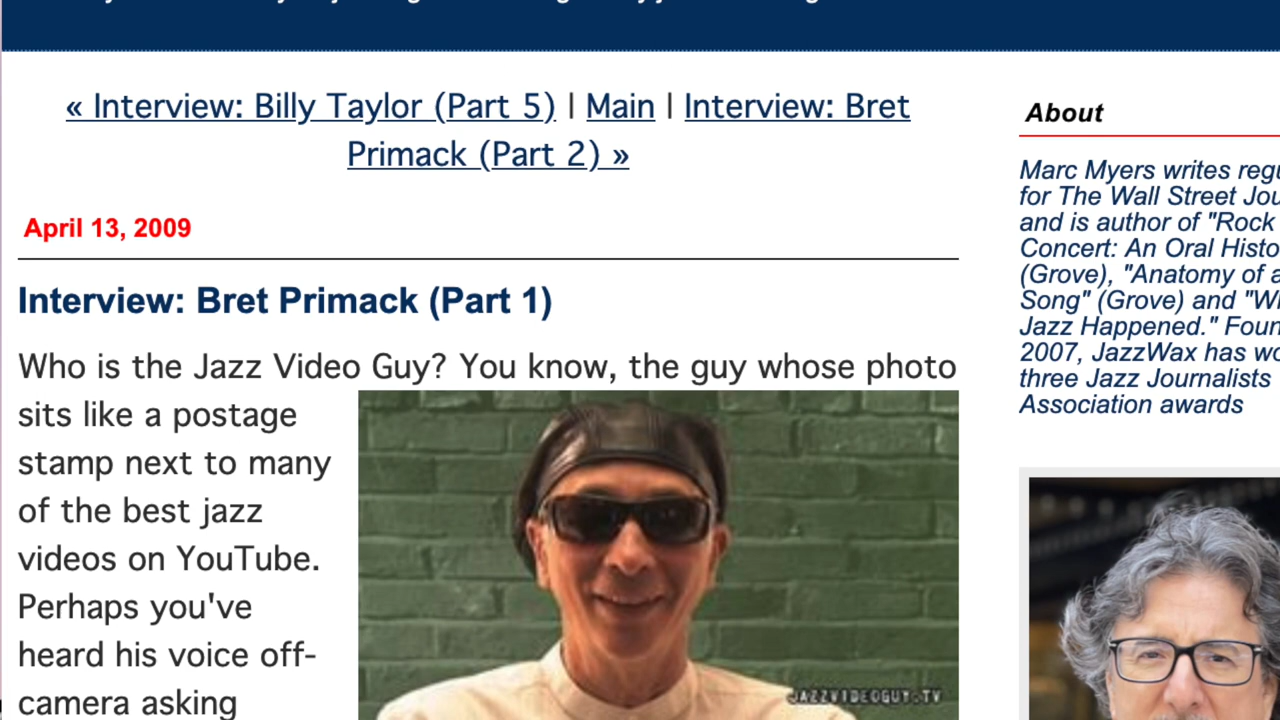 « Interview: Billy Taylor (Part 5) | Main | Interview: Bret
Primack (Part 2) »
April 13, 2009
Interview: Bret Primack (Part 1)
Who is the Jazz Video Guy? You know, the guy whose photo
sits like a postage
stamp next to many
of the best jazz
videos on YouTube.
Perhaps you've
heard his voice off-
camera asking
JAZZVIDEOGUY.TV
About
Marc Myers writes regu
for The Wall Street Jou
and is author of "Rock
Concert: An Oral Histo
(Grove), "Anatomy of a
Song" (Grove) and "Wh
Jazz Happened." Foun
2007, JazzWax has wo
three Jazz Journalists
Association awards